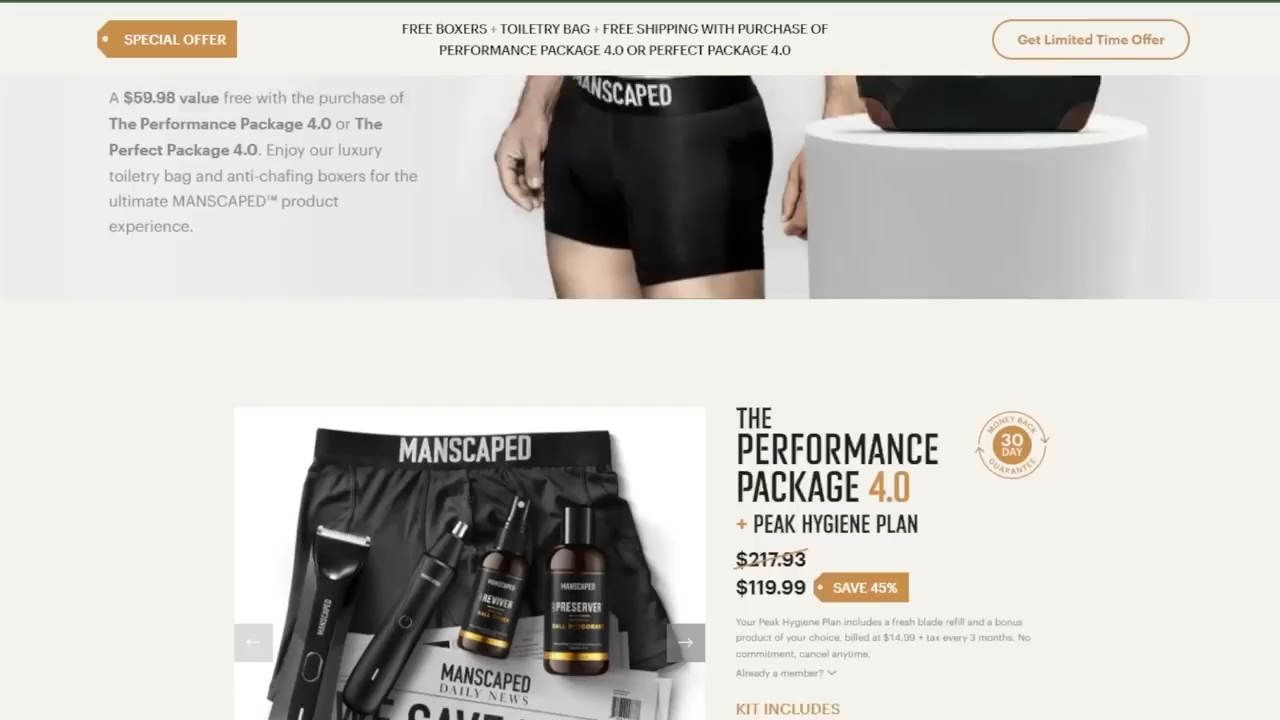 SPECIAL OFFER
FREE BOXERS + TOILETRY BAG + FREE SHIPPING WITH PURCHASE OF
PERFORMANCE PACKAGE 4.0 OR PERFECT PACKAGE 4.0
Get Limited Time Offer
A $59.98 value free with the purchase of
The Performance Package 4.0 or The
Perfect Package 4.0. Enjoy our luxury
toiletry bag and anti-chafing boxers for the
ultimate MANSCAPED™ product
experience.
MANSCAPED
MANSCAPED
MANSCAPED
MANSCAPED
REVIVER
MANSCAPED
PRESERVER
BALL DEODORANT
MANSCAPED
DAILY NEWS
WE SAVE
THE
PERFORMANCE
PACKAGE 4.0
+ PEAK HYGIENE PLAN
MONEY BACK
30
DAY
GUARANTEE
$217.93
$119.99
SAVE 45%
Your Peak Hygiene Plan includes a fresh blade refill and a bonus
product of your choice, billed at $14.99 + tax every 3 months. No
commitment, cancel anytime.
Already a member?
KIT INCLUDES